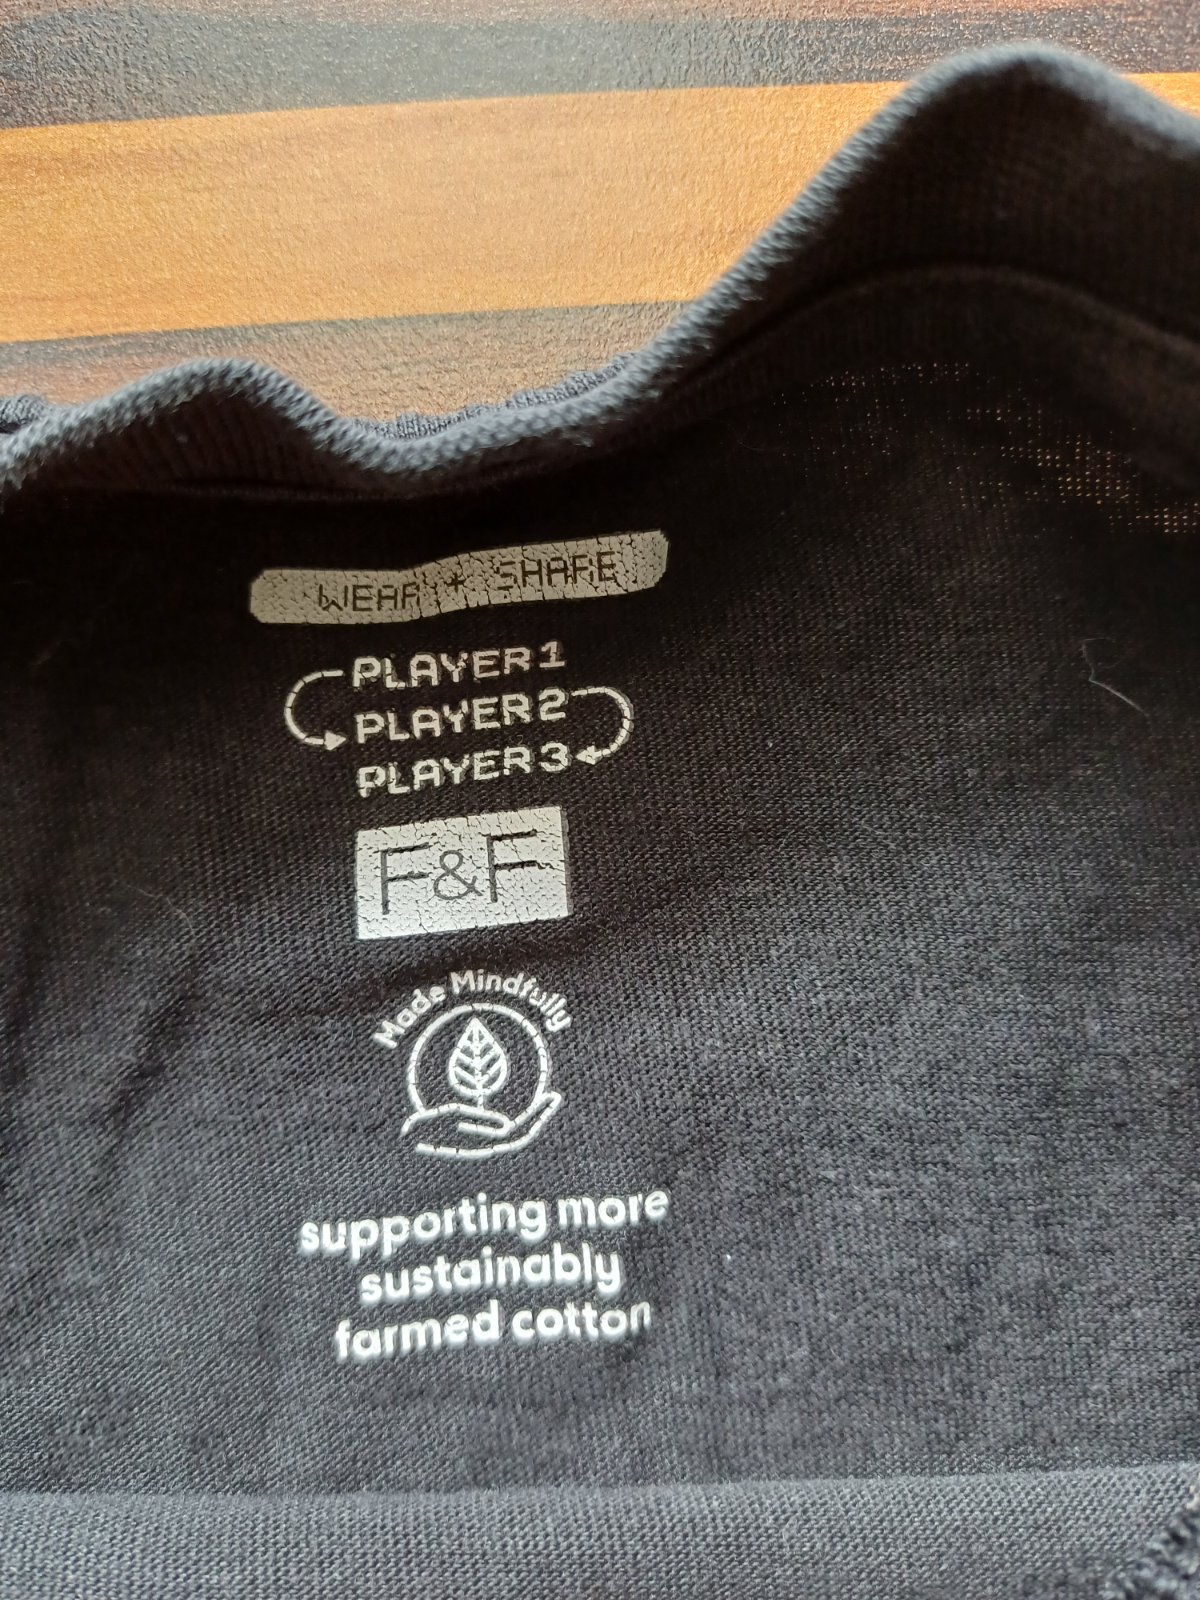 WEAR * SHARE
PLAYER 1
PLAYER 2
PLAYER 3
F&F
Made Mindfully
supporting more
sustainably
farmed cotton